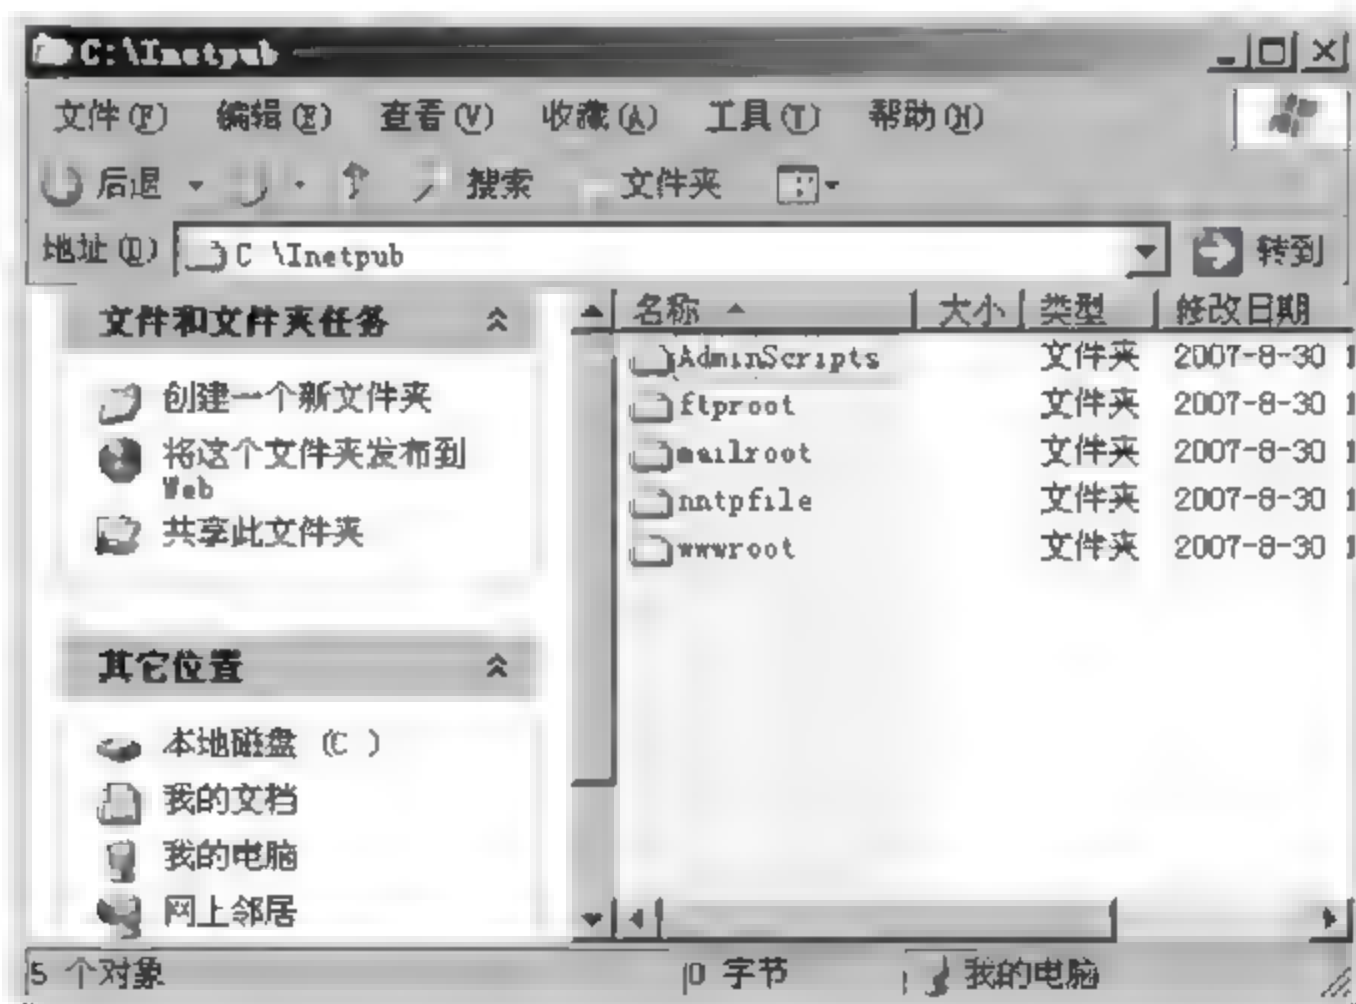 C:\Inetpub
文件(F) 编辑(E) 查看(V) 收藏(A) 工具(T) 帮助(H)
后退 搜索 文件夹
地址(D) C \Inetpub 转到
文件和文件夹任务
创建一个新文件夹
将这个文件夹发布到
Web
共享此文件夹
其它位置
本地磁盘 (C )
我的文档
我的电脑
网上邻居
名称 大小 类型 修改日期
AdminScripts 文件夹 2007-8-30 1
ftproot 文件夹 2007-8-30 1
mailroot 文件夹 2007-8-30 1
nntpfile 文件夹 2007-8-30 1
wwwroot 文件夹 2007-8-30 1
5 个对象 0 字节 我的电脑